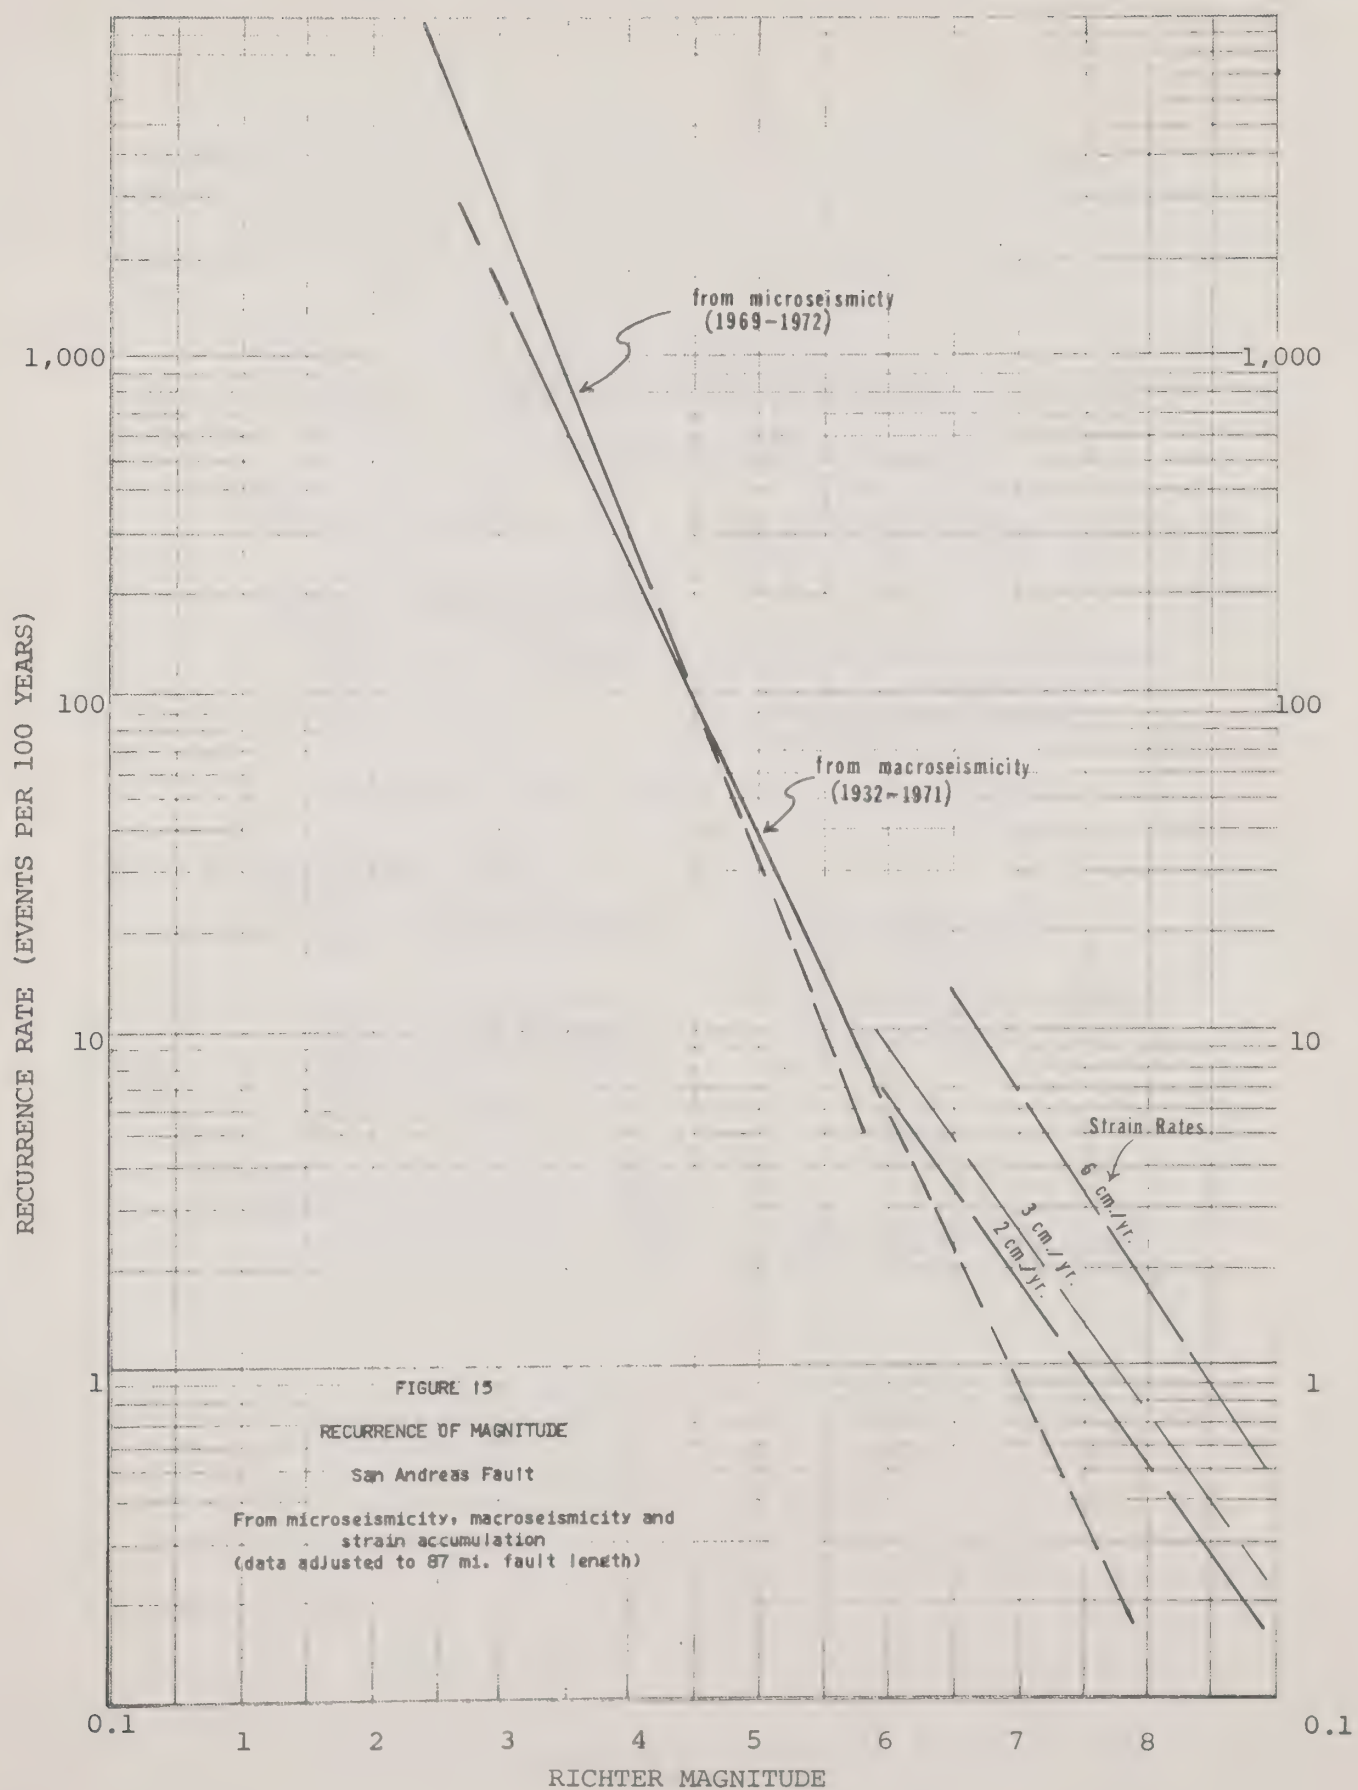 from microseismicty
(1969-1972)
1,000
1,000
RECURRENCE RATE (EVENTS PER 100 YEARS)
100
100
from macroseismicity
(1932-1971)
10
10
Strain Rates
6 cm./yr.
3 cm./yr.
2 cm./yr.
1
1
FIGURE 15
RECURRENCE OF MAGNITUDE
San Andreas Fault
From microseismicity, macroseismicity and
strain accumulation
(data adjusted to 87 mi. fault length)
0.1
0.1
1 2 3 4 5 6 7 8
RICHTER MAGNITUDE